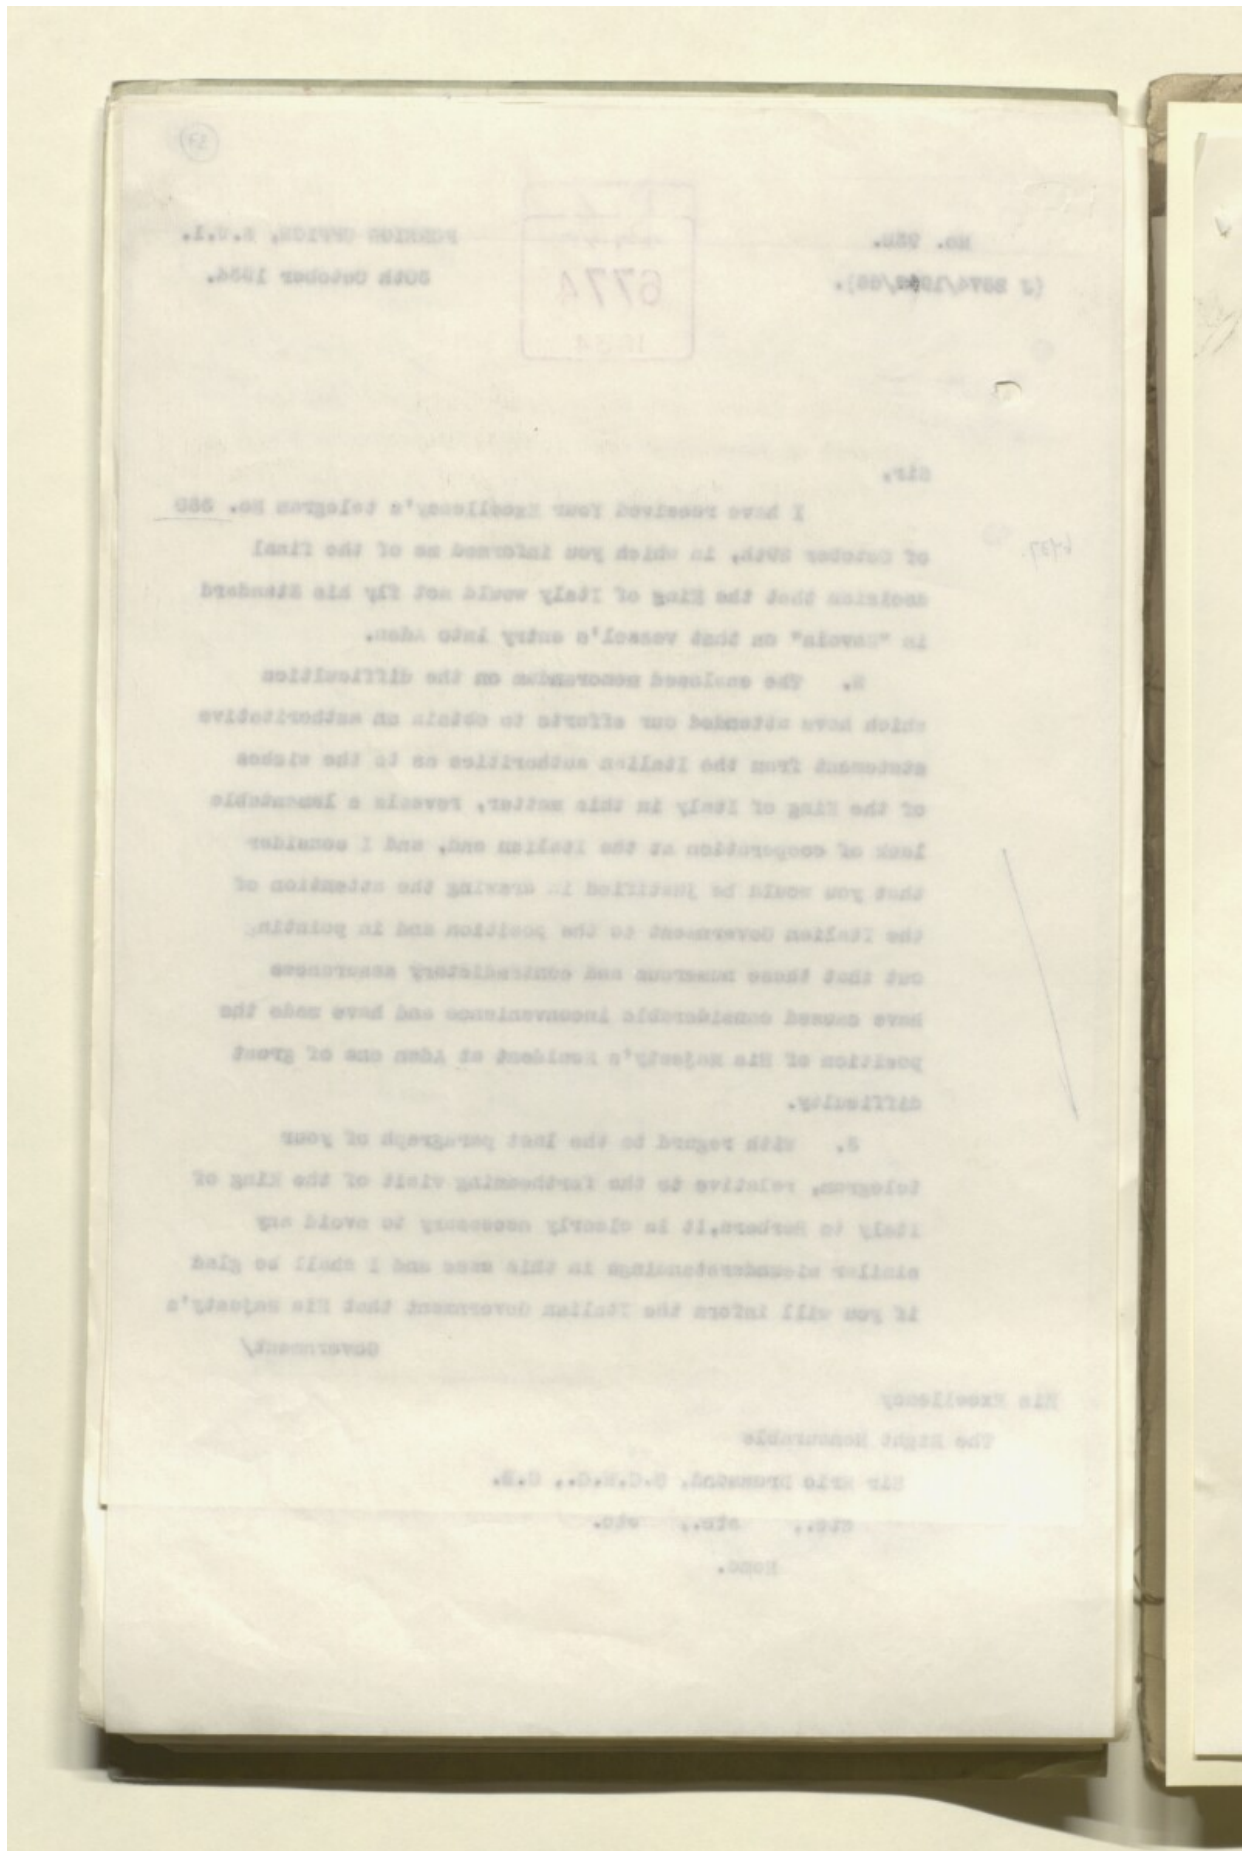 FOREIGN OFFICE, S.W.1.
30th October 1934.
6774
Sir,
I have received Your Excellency's telegram No.
of October 29th, in which you informed me of the final
decision that the King of Italy would not fly his Standard
in "Savoia" on that vessel's entry into Aden.
2. The enclosed memorandum on the difficulties
which have attended our efforts to obtain an authoritative
statement from the Italian authorities as to the wishes
of the King of Italy in this matter, reveals a lamentable
lack of cooperation at the Italian end, and I consider
that you would be justified in drawing the attention of
the Italian Government to the position and in pointing
out that these numerous and contradictory assurances
have caused considerable inconvenience and have made the
position of His Majesty's Resident at Aden one of great
difficulty.
3. With regard to the last paragraph of your
telegram, relative to the forthcoming visit of the King of
Italy to Berbera, it is clearly necessary to avoid any
similar misunderstandings in this case and I shall be glad
if you will inform the Italian Government that His Majesty's
Government/
His Excellency
The Right Honourable
Sir Eric Drummond, G.C.M.G., C.B.
etc., etc., etc.
Rome.